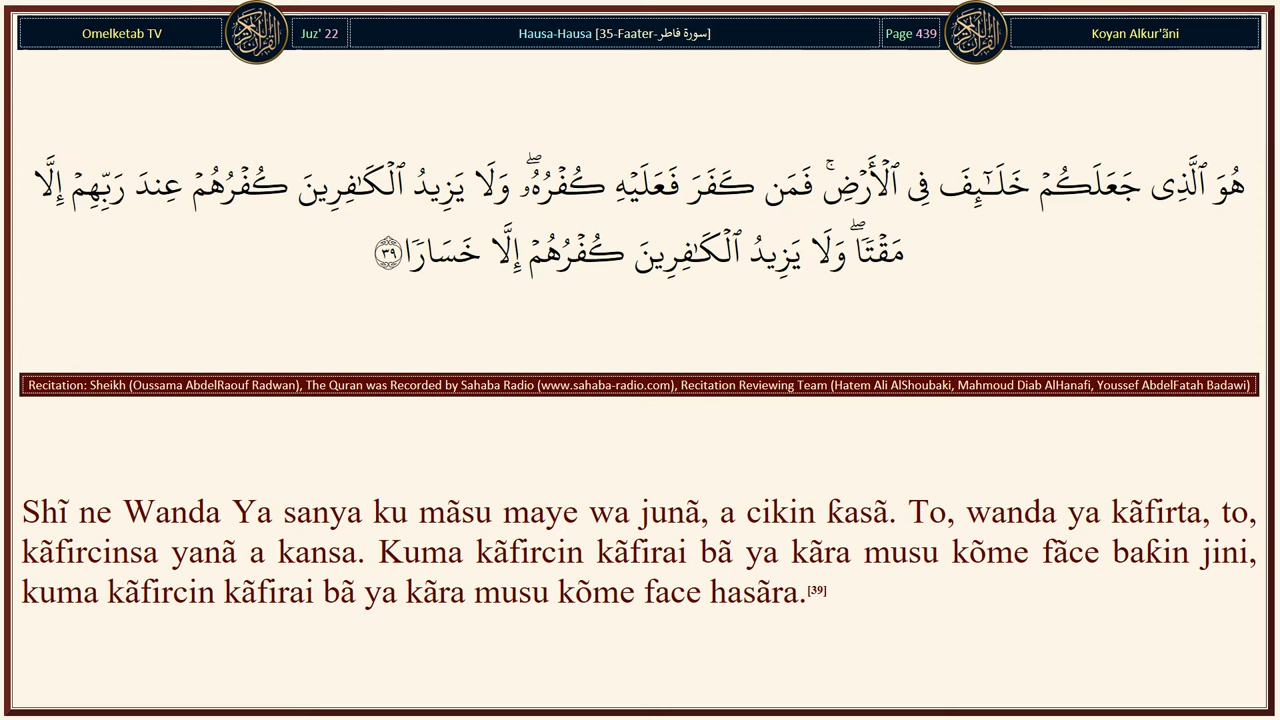 Omelketab TV
Juz' 22
Hausa-Hausa [35-Faater-سورة فاطر]
Page 439
Koyan Alƙur'ãni
هُوَ ٱلَّذِى جَعَلَكُمۡ خَلَـٰٓئِفَ فِى ٱلۡأَرۡضِۚ فَمَن كَفَرَ فَعَلَيۡهِ كُفۡرُهُۥۖ وَلَا يَزِيدُ ٱلۡكَـٰفِرِينَ كُفۡرُهُمۡ عِندَ رَبِّهِمۡ إِلَّا
مَقۡتٗاۖ وَلَا يَزِيدُ ٱلۡكَـٰفِرِينَ كُفۡرُهُمۡ إِلَّا خَسَارٗا ٣٩
Recitation: Sheikh (Oussama AbdelRaouf Radwan), The Quran was Recorded by Sahaba Radio (www.sahaba-radio.com), Recitation Reviewing Team (Hatem Ali AlShoubaki, Mahmoud Diab AlHanafi, Youssef AbdelFatah Badawi)
Shĩ ne Wanda Ya sanya ku mãsu maye wa junã, a cikin ƙasã. To, wanda ya kãfirta, to,
kãfircinsa yanã a kansa. Kuma kãfircin kãfirai bã ya kãra musu kõme fãce baƙin jini,
kuma kãfircin kãfirai bã ya kãra musu kõme face hasãra.[39]